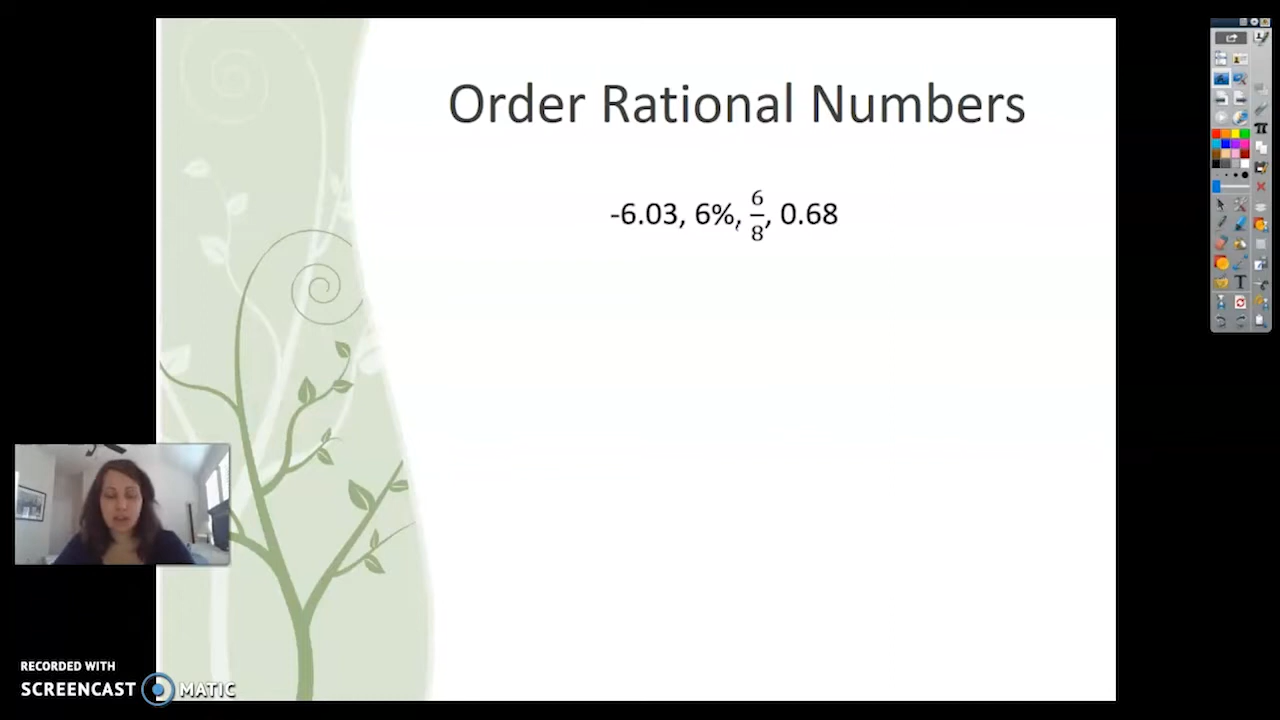 Order Rational Numbers
-6.03, 6%, 6/8, 0.68
RECORDED WITH
SCREENCAST MATIC